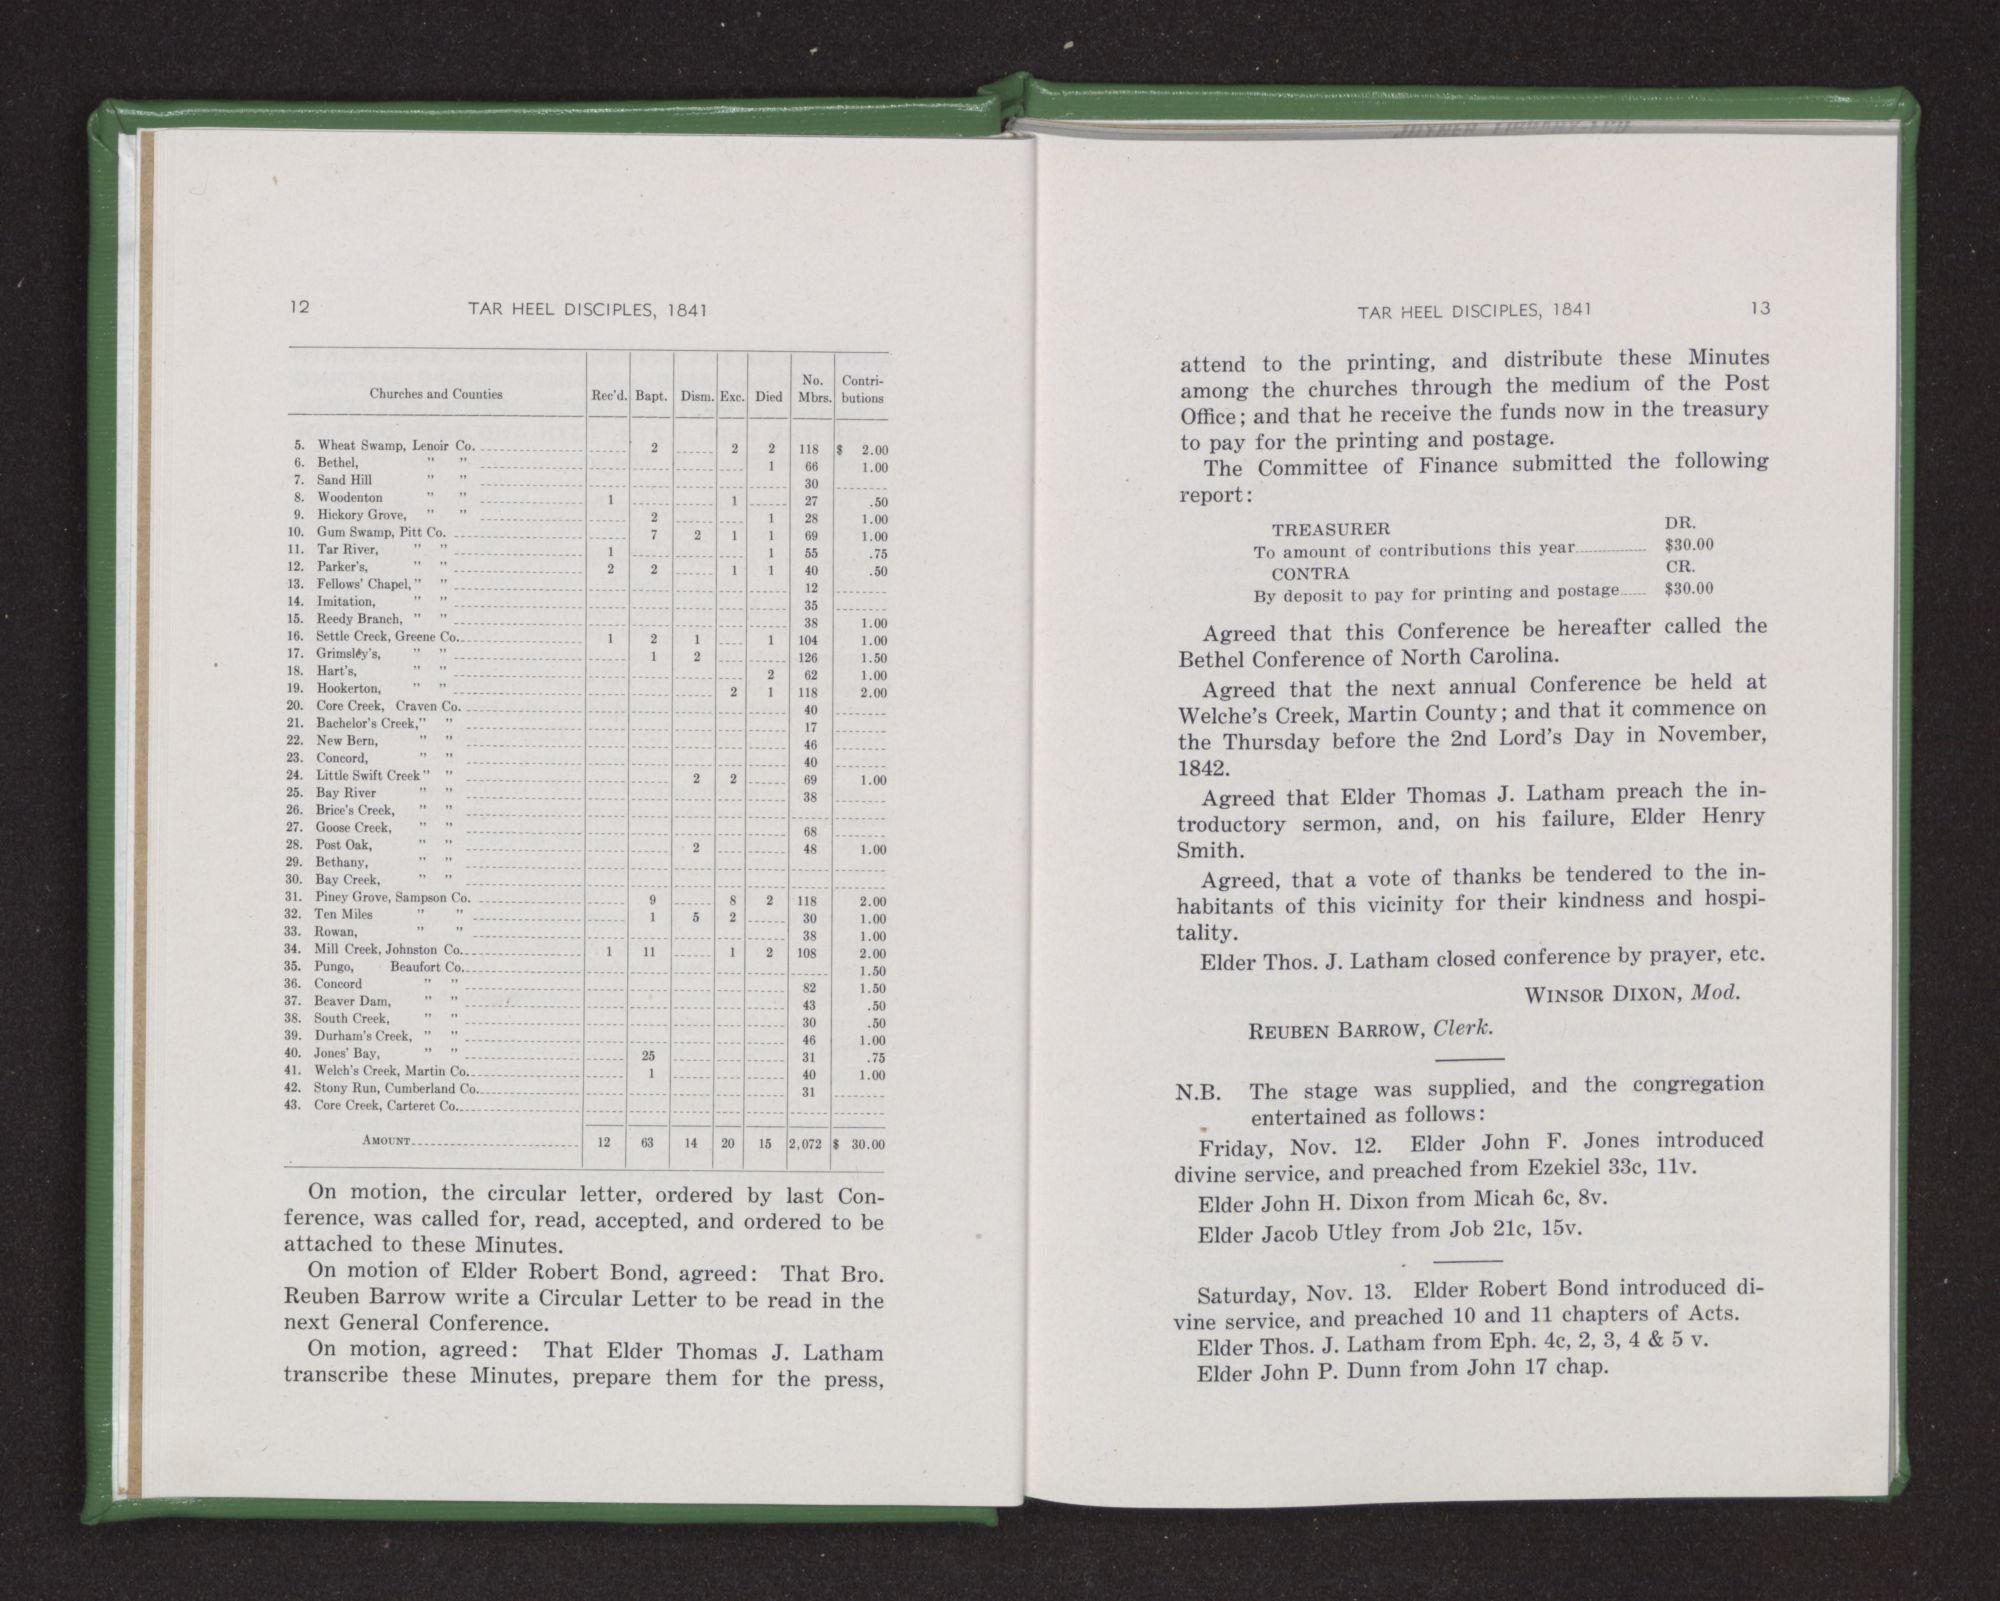 12 TAR HEEL DISCIPLES, 1841
Churches and Counties Rec'd. Bapt. Dism. Exc. Died No. Mbrs. Contri-butions
5. Wheat Swamp, Lenoir Co. 2 2 2 118 $ 2.00
6. Bethel, " " 1 66 1.00
7. Sand Hill " " 30
8. Woodenton " " 1 1 27 .50
9. Hickory Grove, " " 2 1 28 1.00
10. Gum Swamp, Pitt Co. 7 2 1 1 69 1.00
11. Tar River, " " 1 1 55 .75
12. Parker's, " " 2 2 1 1 40 .50
13. Fellows' Chapel, " " 12
14. Imitation, " " 35
15. Reedy Branch, " " 38 1.00
16. Settle Creek, Greene Co. 1 2 1 1 104 1.00
17. Grimsley's, " " 1 2 126 1.50
18. Hart's, " " 2 62 1.00
19. Hookerton, " " 2 1 118 2.00
20. Core Creek, Craven Co. 40
21. Bachelor's Creek, " " 17
22. New Bern, " " 46
23. Concord, " " 40
24. Little Swift Creek " " 2 2 69 1.00
25. Bay River " " 38
26. Brice's Creek, " "
27. Goose Creek, " " 68
28. Post Oak, " " 2 48 1.00
29. Bethany, " "
30. Bay Creek, " "
31. Piney Grove, Sampson Co. 9 8 2 118 2.00
32. Ten Miles " " 1 5 2 30 1.00
33. Rowan, " " 38 1.00
34. Mill Creek, Johnston Co. 1 11 1 2 108 2.00
35. Pungo, Beaufort Co. 1.50
36. Concord " " 82 1.50
37. Beaver Dam, " " 43 .50
38. South Creek, " " 30 .50
39. Durham's Creek, " " 46 1.00
40. Jones' Bay, " " 25 31 .75
41. Welch's Creek, Martin Co. 1 40 1.00
42. Stony Run, Cumberland Co. 31
43. Core Creek, Carteret Co.
AMOUNT 12 63 14 20 15 2,072 $ 30.00
On motion, the circular letter, ordered by last Con-
ference, was called for, read, accepted, and ordered to be
attached to these Minutes.
On motion of Elder Robert Bond, agreed: That Bro.
Reuben Barrow write a Circular Letter to be read in the
next General Conference.
On motion, agreed: That Elder Thomas J. Latham
transcribe these Minutes, prepare them for the press,
TAR HEEL DISCIPLES, 1841 13
attend to the printing, and distribute these Minutes
among the churches through the medium of the Post
Office; and that he receive the funds now in the treasury
to pay for the printing and postage.
The Committee of Finance submitted the following
report:
TREASURER DR.
To amount of contributions this year $30.00
CONTRA CR.
By deposit to pay for printing and postage $30.00
Agreed that this Conference be hereafter called the
Bethel Conference of North Carolina.
Agreed that the next annual Conference be held at
Welche's Creek, Martin County; and that it commence on
the Thursday before the 2nd Lord's Day in November,
1842.
Agreed that Elder Thomas J. Latham preach the in-
troductory sermon, and, on his failure, Elder Henry
Smith.
Agreed, that a vote of thanks be tendered to the in-
habitants of this vicinity for their kindness and hospi-
tality.
Elder Thos. J. Latham closed conference by prayer, etc.
WINSOR DIXON, Mod.
REUBEN BARROW, Clerk.
N.B. The stage was supplied, and the congregation
entertained as follows:
Friday, Nov. 12. Elder John F. Jones introduced
divine service, and preached from Ezekiel 33c, 11v.
Elder John H. Dixon from Micah 6c, 8v.
Elder Jacob Utley from Job 21c, 15v.
Saturday, Nov. 13. Elder Robert Bond introduced di-
vine service, and preached 10 and 11 chapters of Acts.
Elder Thos. J. Latham from Eph. 4c, 2, 3, 4 & 5 v.
Elder John P. Dunn from John 17 chap.